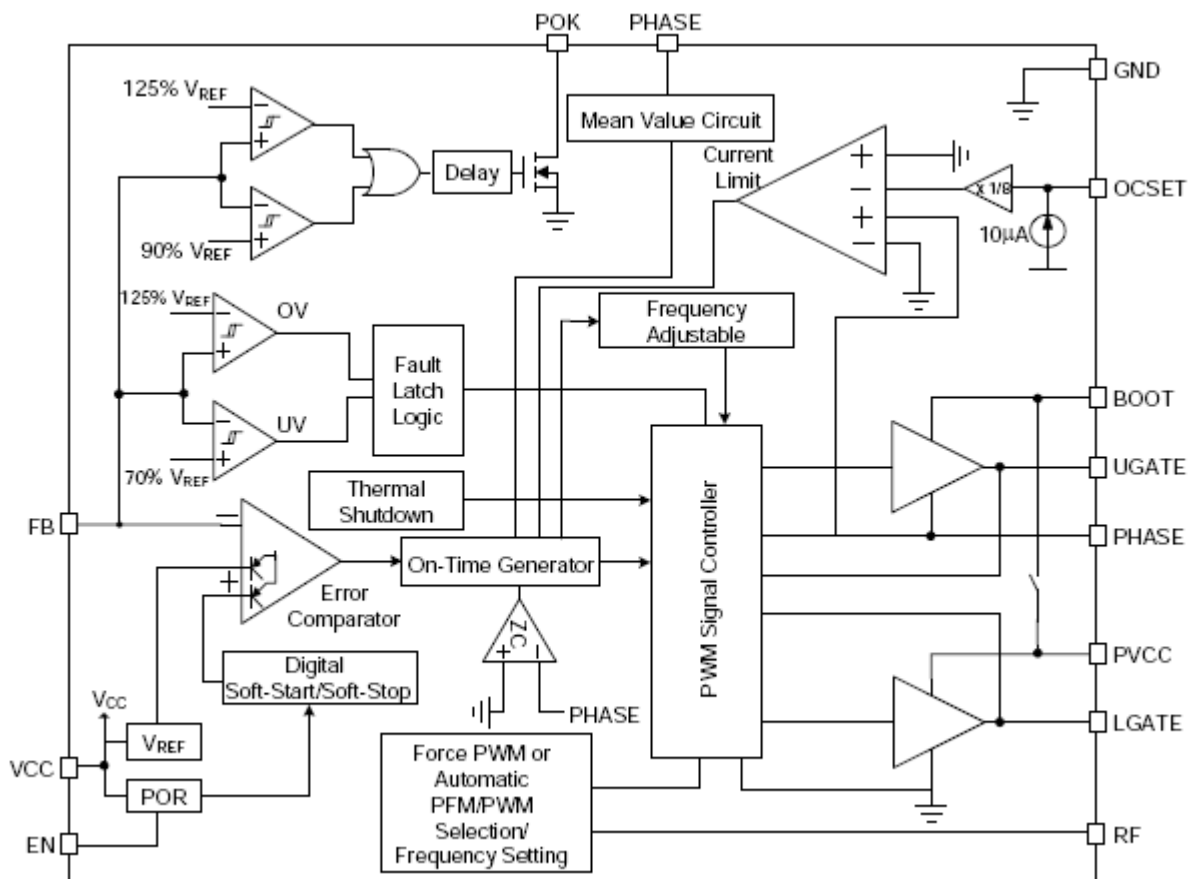 POK
PHASE
GND
125% VREF
−
+
Mean Value Circuit
Current
Limit
+
−
+
−
X 1/8
OCSET
10µA
Delay
−
+
90% VREF
125% VREF
−
+
OV
Fault
Latch
Logic
Frequency
Adjustable
BOOT
−
+
UV
70% VREF
UGATE
Thermal
Shutdown
FB
PHASE
−
+
Error
Comparator
On-Time Generator
PWM Signal Controller
ZC
+
−
PHASE
Digital
Soft-Start/Soft-Stop
PVCC
VCC
VREF
LGATE
VCC
POR
EN
Force PWM or
Automatic
PFM/PWM
Selection/
Frequency Setting
RF